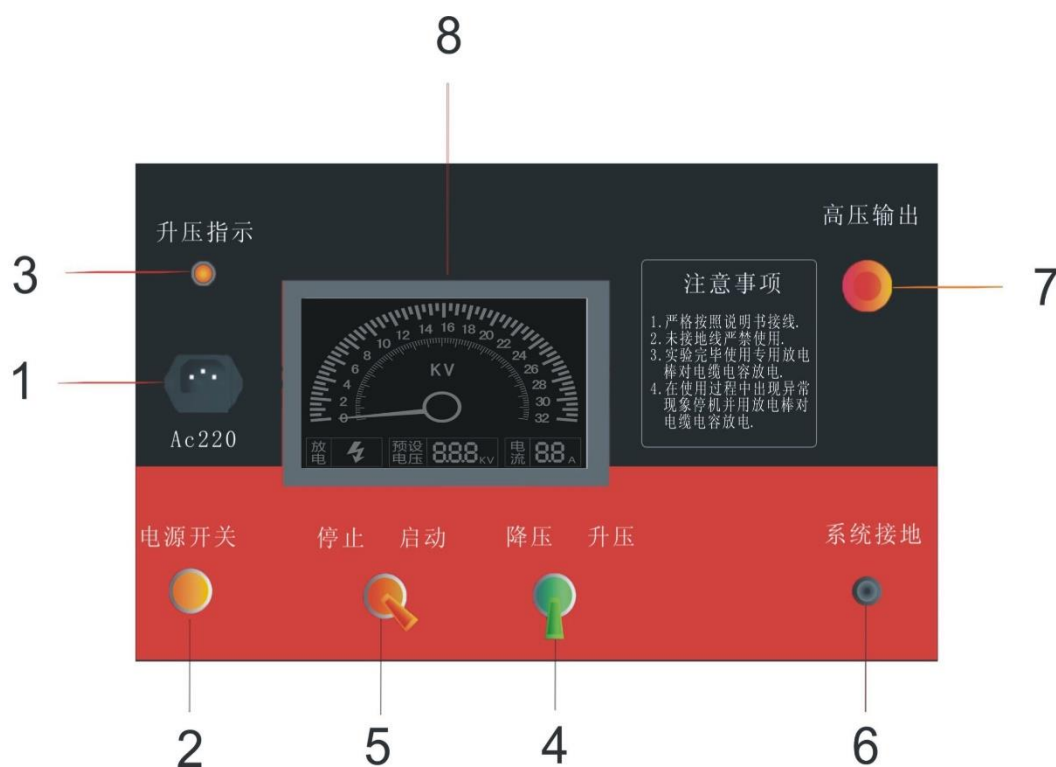 8
升压指示
高压输出
3
7
注意事项
1.严格按照说明书接线.
2.未接地线严禁使用.
3.实验完毕使用专用放电
棒对电缆电容放电.
4.在使用过程中出现异常
现象停机并用放电棒对
电缆电容放电.
0 2 4 6 8 10 12 14 16 18 20 22 24 26 28 30 32
KV
1
Ac220
放电
预设电压 8.8.8 KV
电流 8.8 A
电源开关
停止 启动
降压 升压
系统接地
2
5
4
6